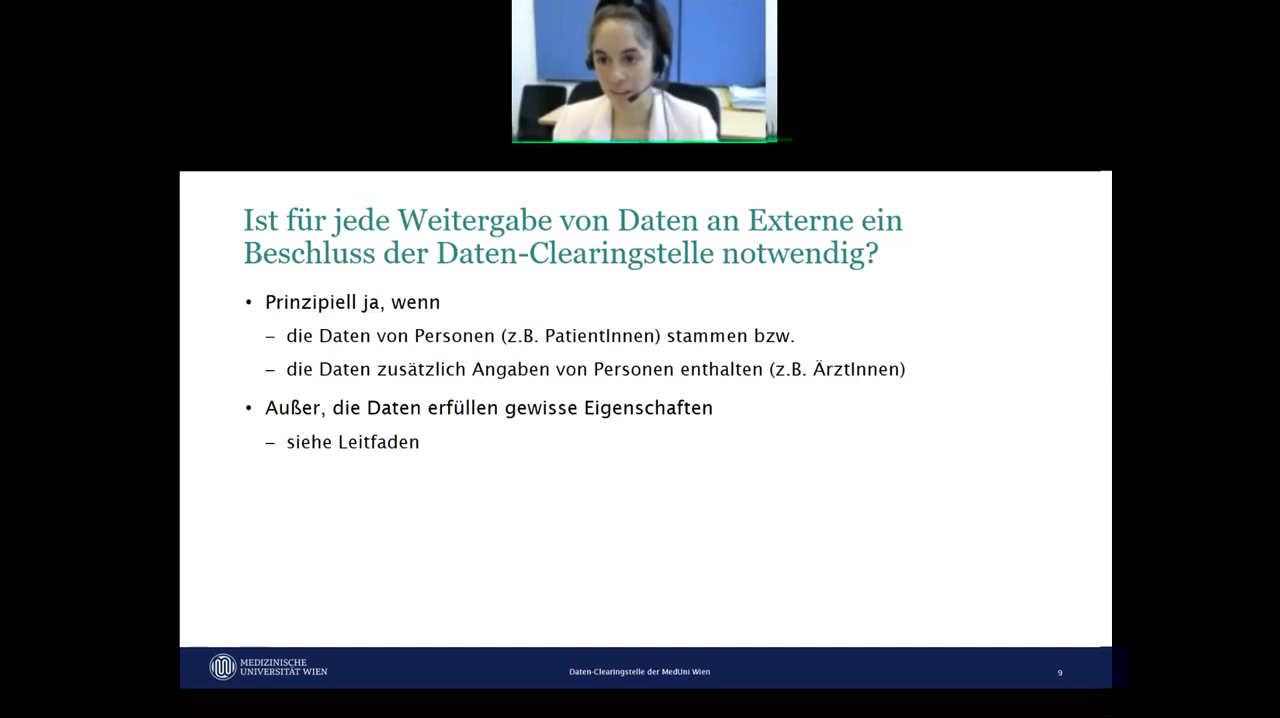 Ist für jede Weitergabe von Daten an Externe ein
Beschluss der Daten-Clearingstelle notwendig?
• Prinzipiell ja, wenn
– die Daten von Personen (z.B. PatientInnen) stammen bzw.
– die Daten zusätzlich Angaben von Personen enthalten (z.B. ÄrztInnen)
• Außer, die Daten erfüllen gewisse Eigenschaften
– siehe Leitfaden
MEDIZINISCHE
UNIVERSITÄT WIEN
Daten-Clearingstelle der MedUni Wien
9